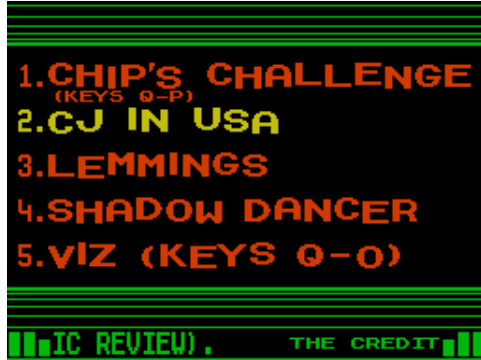 1.CHIP'S CHALLENGE
(KEYS Q-P)
2.CJ IN USA
3.LEMMINGS
4.SHADOW DANCER
5.VIZ (KEYS Q-O)
IC REVIEW). THE CREDIT